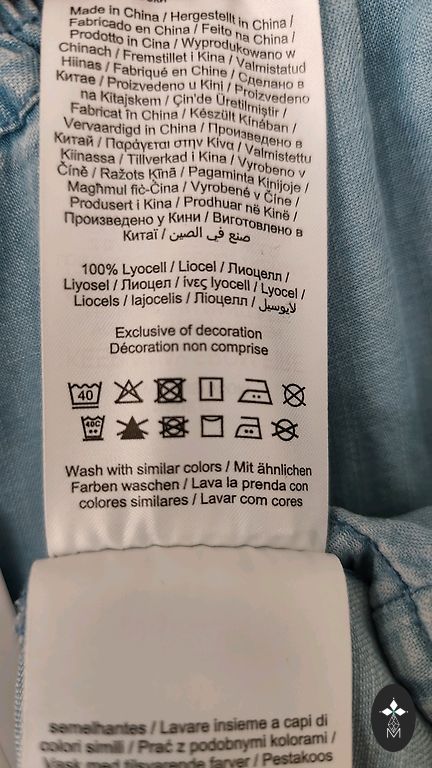 Made in China / Hergestellt in China /
Fabricado en China / Feito na China /
Prodotto in Cina / Wyprodukowano w
Chinach / Fremstillet i Kina / Valmistatud
Hiinas / Fabriqué en Chine / Сделано в
Китае / Proizvedeno u Kini / Proizvedeno
na Kitajskem / Çin'de Üretilmiştir /
Fabricat în China / Készült Kínában /
Vervaardigd in China / Произведено в
Китай / Παράγεται στην Κίνα / Valmistettu
Kiinassa / Tillverkad i Kina / Vyrobeno v
Číně / Ražots Ķīnā / Pagaminta Kinijoje /
Magħmul fiċ-Ċina / Vyrobené v Číne /
Produsert i Kina / Prodhuar në Kinë /
Произведено у Кини / Виготовлено в
Китаї / صنع في الصين
100% Lyocell / Liocel / Лиоцелл /
Liyosel / Лиоцел / ίνες lyocell / Lyocel /
Liocels / lajocelis / Ліоцелл / لايوسيل
Exclusive of decoration
Décoration non comprise
40
40C
Wash with similar colors / Mit ähnlichen
Farben waschen / Lava la prenda con
colores similares / Lavar com cores
semelhantes / Lavare insieme a capi di
colori simili / Prać z podobnymi kolorami /
Vask med tilsvarende farver / Pestakoos
M